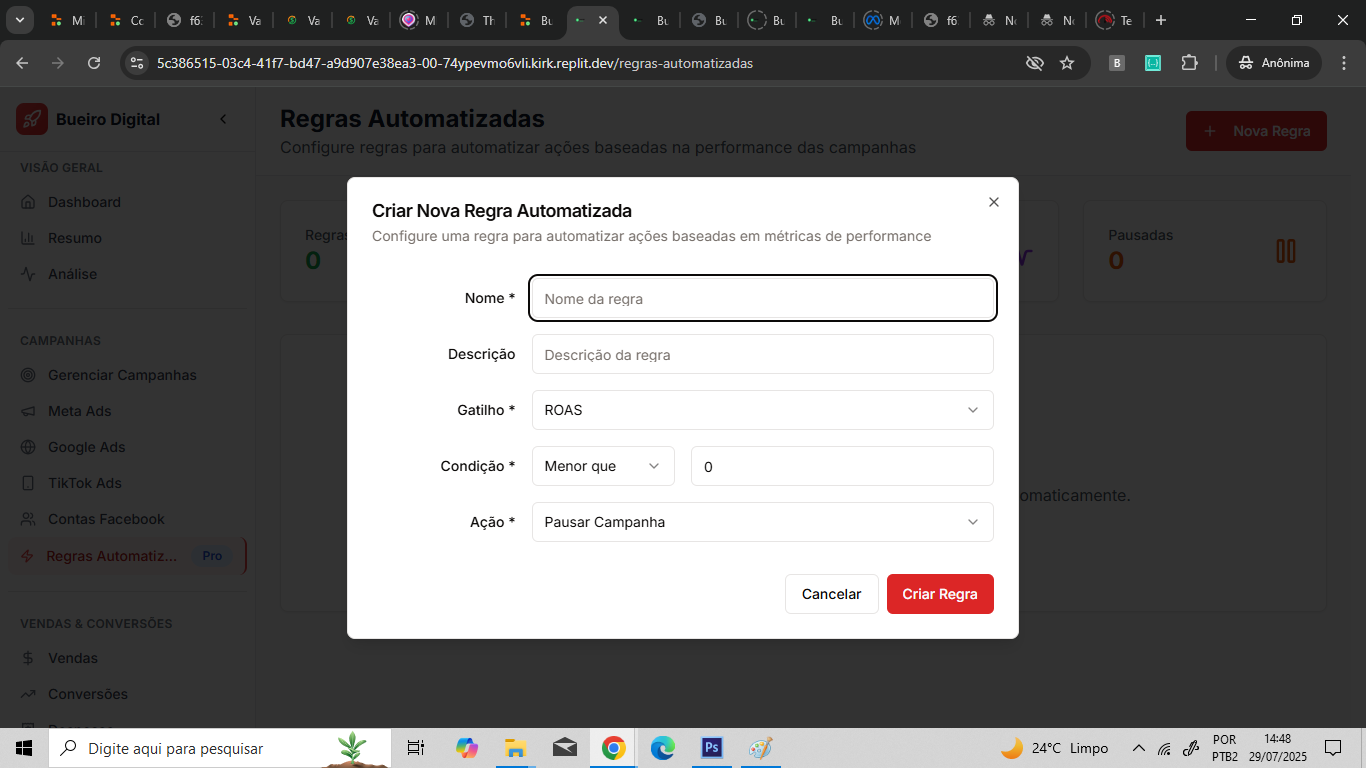 Mi
Co
f6
Va
Va
Va
M
Th
Bu
Bu
Bu
Bu
Bu
M
f6
No
No
Te
5c386515-03c4-41f7-bd47-a9d907e38ea3-00-74ypevmo6vli.kirk.replit.dev/regras-automatizadas
B
Anônima
Bueiro Digital
VISÃO GERAL
Dashboard
Resumo
Análise
CAMPANHAS
Gerenciar Campanhas
Meta Ads
Google Ads
TikTok Ads
Contas Facebook
Regras Automatiz... Pro
VENDAS & CONVERSÕES
Vendas
Conversões
Regras Automatizadas
Configure regras para automatizar ações baseadas na performance das campanhas
+ Nova Regra
Regras
0
Pausadas
0
omaticamente.
Criar Nova Regra Automatizada
Configure uma regra para automatizar ações baseadas em métricas de performance
Nome * Nome da regra
Descrição Descrição da regra
Gatilho * ROAS
Condição * Menor que 0
Ação * Pausar Campanha
Cancelar Criar Regra
Digite aqui para pesquisar
Ps
24°C Limpo
POR
PTB2
14:48
29/07/2025